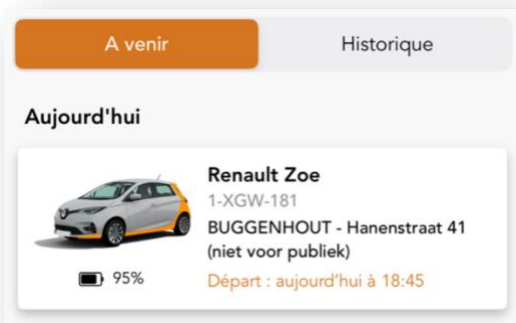 A venir
Historique
Aujourd'hui
Renault Zoe
1-XGW-181
BUGGENHOUT - Hanenstraat 41
(niet voor publiek)
95%
Départ : aujourd'hui à 18:45